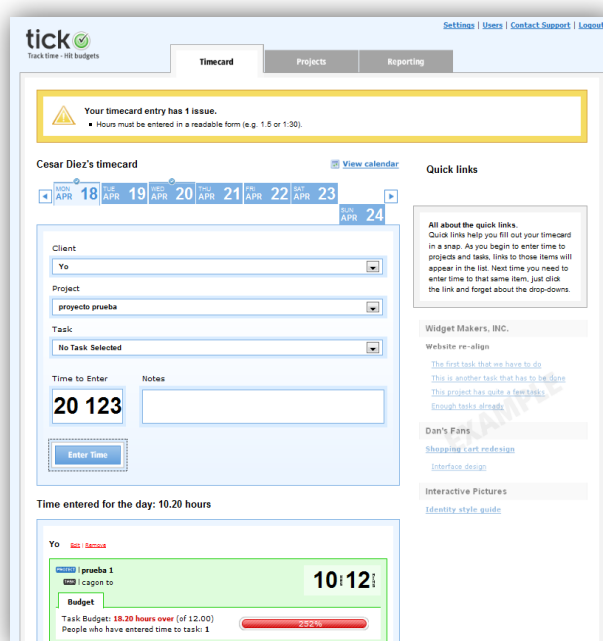 Settings | Users | Contact Support | Logout
tick
Track time - Hit budgets
Timecard Projects Reporting
Your timecard entry has 1 issue.
Hours must be entered in a readable form (e.g. 1.5 or 1:30).
Cesar Diez's timecard
View calendar
MON APR 18 TUE APR 19 WED APR 20 THU APR 21 FRI APR 22 SAT APR 23
SUN APR 24
Client
Yo
Project
proyecto prueba
Task
No Task Selected
Time to Enter Notes
20 123
Enter Time
Time entered for the day: 10.20 hours
Yo Edit | Remove
PROJECT | prueba 1
TASK | cagon to
10 12
Budget
Task Budget: 18.20 hours over (of 12.00)
People who have entered time to task: 1
252%
Quick links
All about the quick links.
Quick links help you fill out your timecard
in a snap. As you begin to enter time to
projects and tasks, links to those items will
appear in the list. Next time you need to
enter time to that same item, just click
the link and forget about the drop-downs.
Widget Makers, INC.
Website re-align
The first task that we have to do
This is another task that has to be done
This project has quite a few tasks
Enough tasks already
EXAMPLE
Dan's Fans
Shopping cart redesign
Interface design
Interactive Pictures
Identity style guide